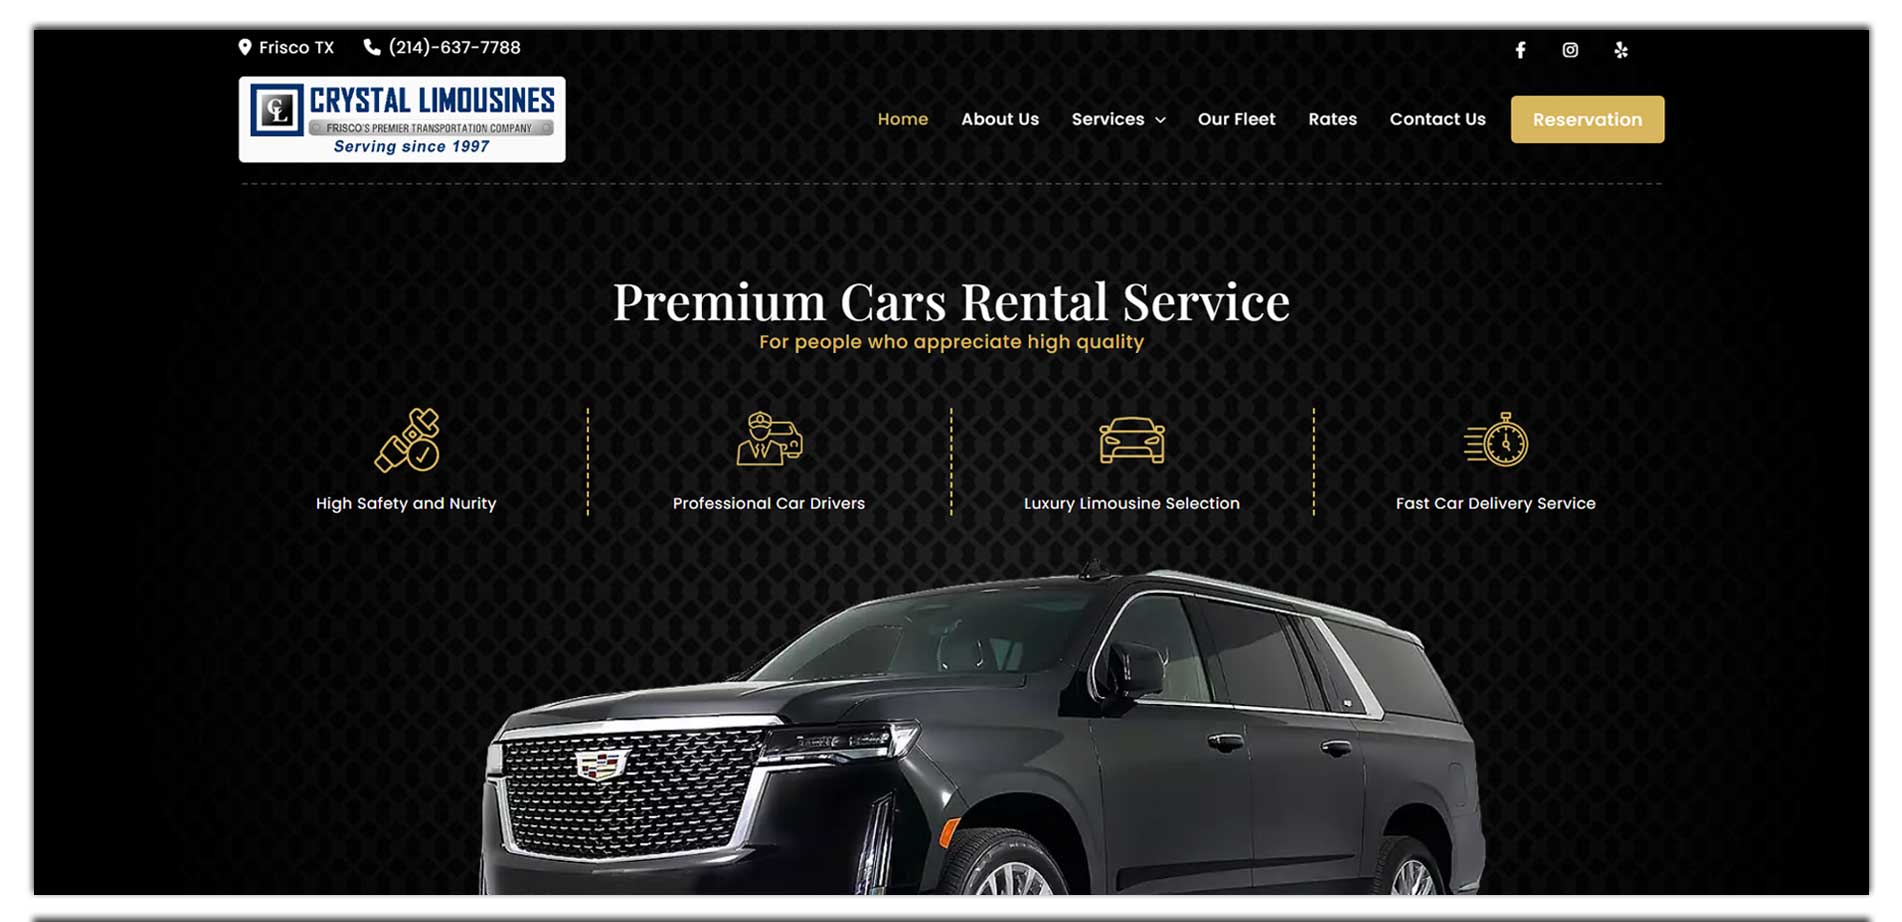 Frisco TX (214)-637-7788
CL CRYSTAL LIMOUSINES
FRISCO'S PREMIER TRANSPORTATION COMPANY
Serving since 1997
Home About Us Services Our Fleet Rates Contact Us Reservation
Premium Cars Rental Service
For people who appreciate high quality
High Safety and Nurity Professional Car Drivers Luxury Limousine Selection Fast Car Delivery Service